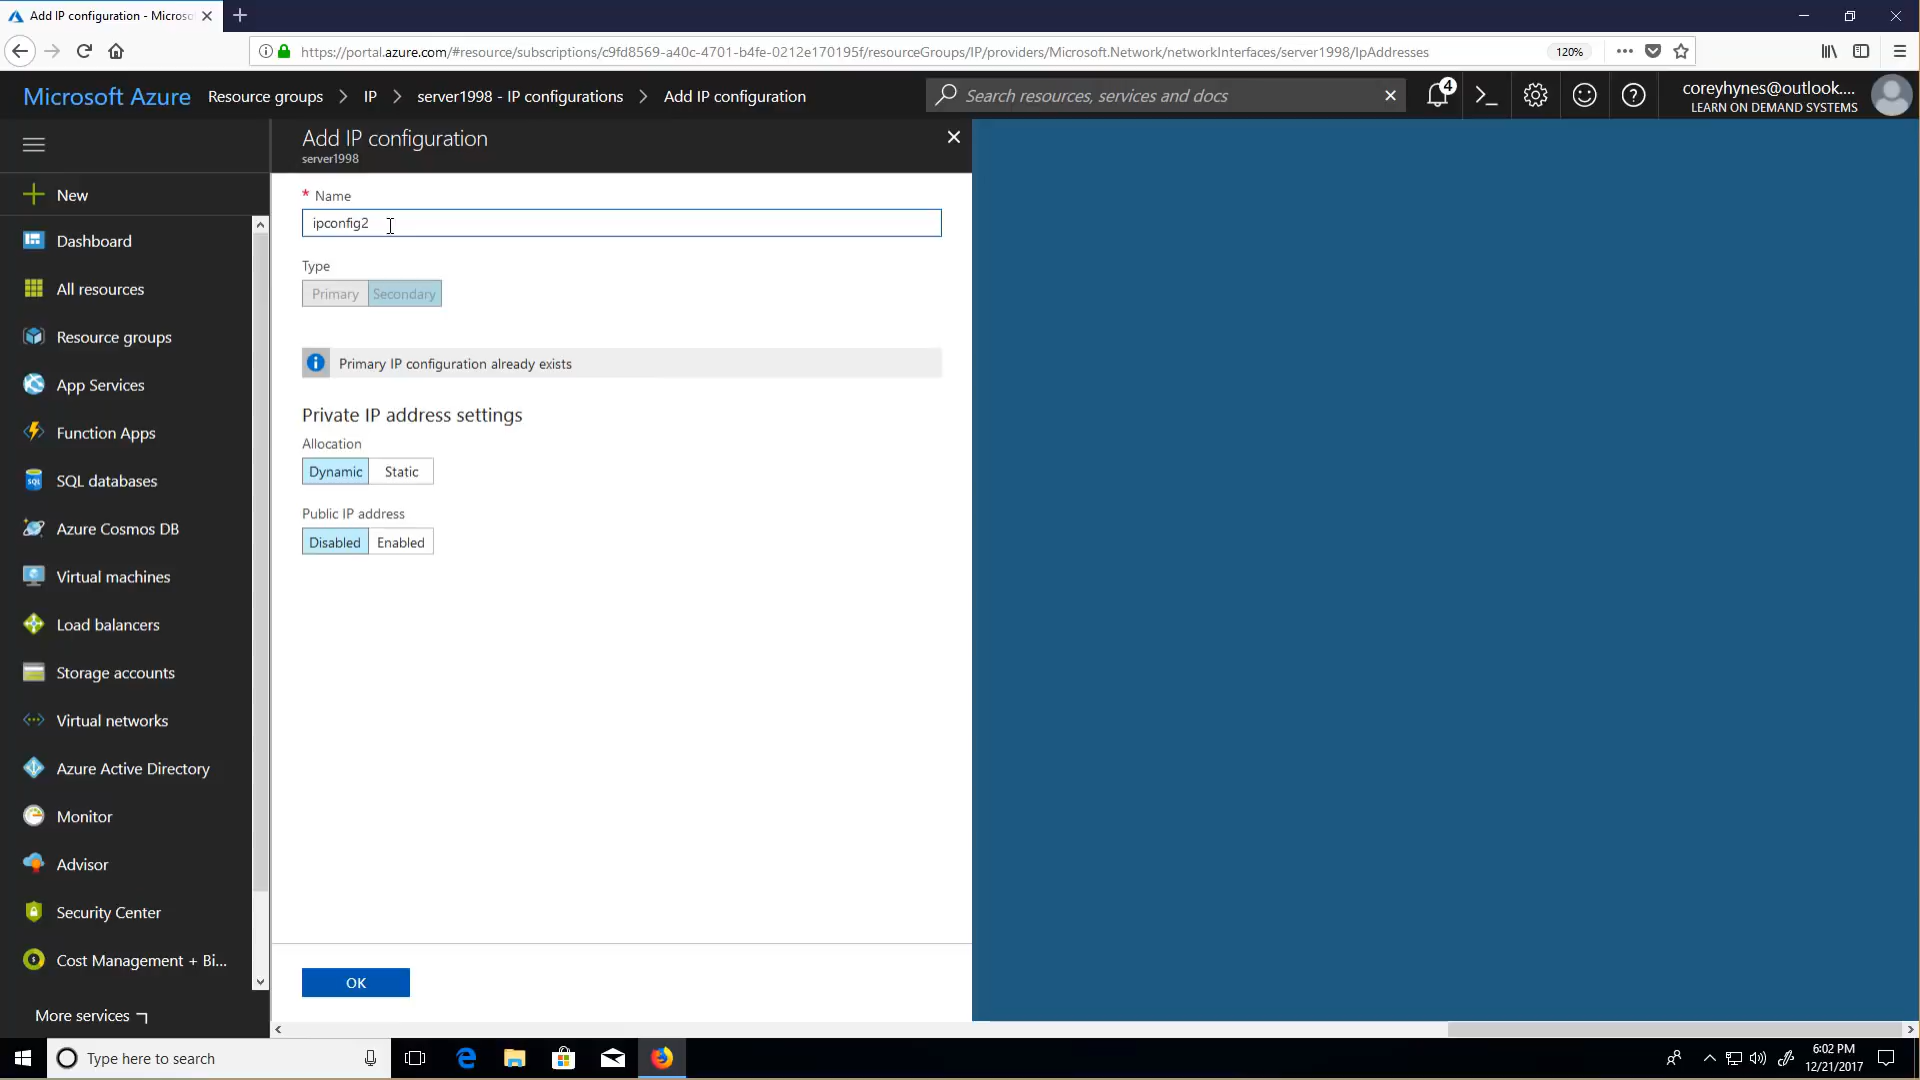 Add IP configuration - Microso
https://portal.azure.com/#resource/subscriptions/c9fd8569-a40c-4701-b4fe-0212e170195f/resourceGroups/IP/providers/Microsoft.Network/networkInterfaces/server1998/IpAddresses
120%
Microsoft Azure
Resource groups
IP
server1998 - IP configurations
Add IP configuration
Search resources, services and docs
4
coreyhynes@outlook....
LEARN ON DEMAND SYSTEMS
New
Dashboard
All resources
Resource groups
App Services
Function Apps
SQL
SQL databases
Azure Cosmos DB
Virtual machines
Load balancers
Storage accounts
Virtual networks
Azure Active Directory
Monitor
Advisor
Security Center
Cost Management + Bi...
More services
Add IP configuration
server1998
* Name
ipconfig2
Type
Primary
Secondary
Primary IP configuration already exists
Private IP address settings
Allocation
Dynamic
Static
Public IP address
Disabled
Enabled
OK
Type here to search
6:02 PM
12/21/2017